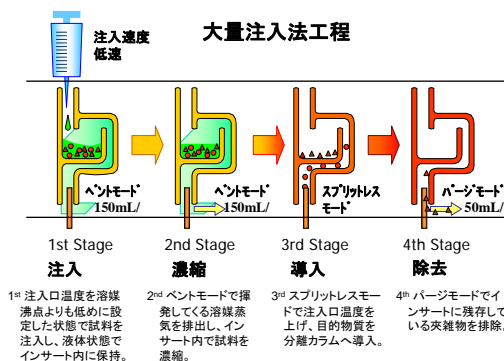 大量注入法工程
注入速度
低速
ベントモード
150mL/
ベントモード
150mL/
スプリットレス
モード
パージモード
50mL/
1st Stage
注入
2nd Stage
濃縮
3rd Stage
導入
4th Stage
除去
1st 注入口温度を溶媒
沸点よりも低めに設
定した状態で試料を
注入し、液体状態で
インサート内に保持。
2nd ベントモードで揮
発してくる溶媒蒸
気を排出し、イン
サート内で試料を
濃縮。
3rd スプリットレスモー
ドで注入口温度を
上げ、目的物質を
分離カラムへ導入。
4th パージモードでイ
ンサートに残存して
いる夾雑物を排除。